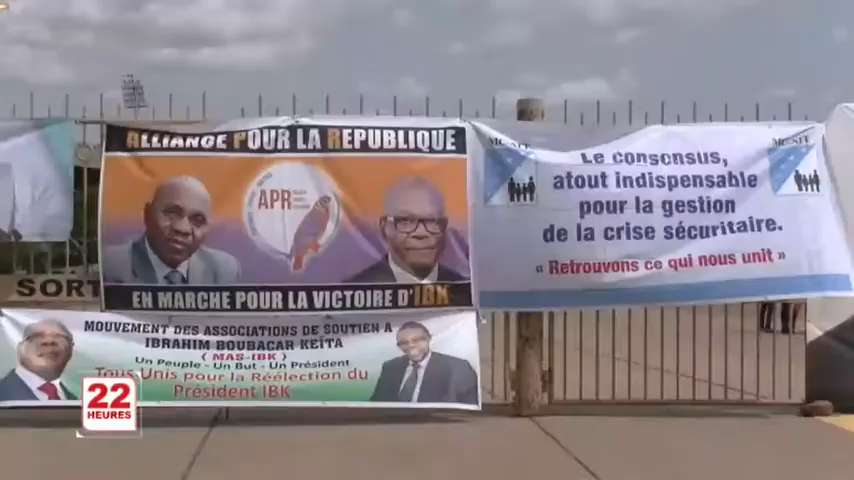 ALLIANCE POUR LA RÉPUBLIQUE
APR
EN MARCHE POUR LA VICTOIRE D'IBK
Le consensus,
atout indispensable
pour la gestion
de la crise sécuritaire.
« Retrouvons ce qui nous unit »
SORT
MOUVEMENT DES ASSOCIATIONS DE SOUTIEN A
IBRAHIM BOUBACAR KEÏTA
( MAS-IBK )
Un Peuple - Un But - Un Président
Tous Unis pour la Réélection du
Président IBK
22
HEURES